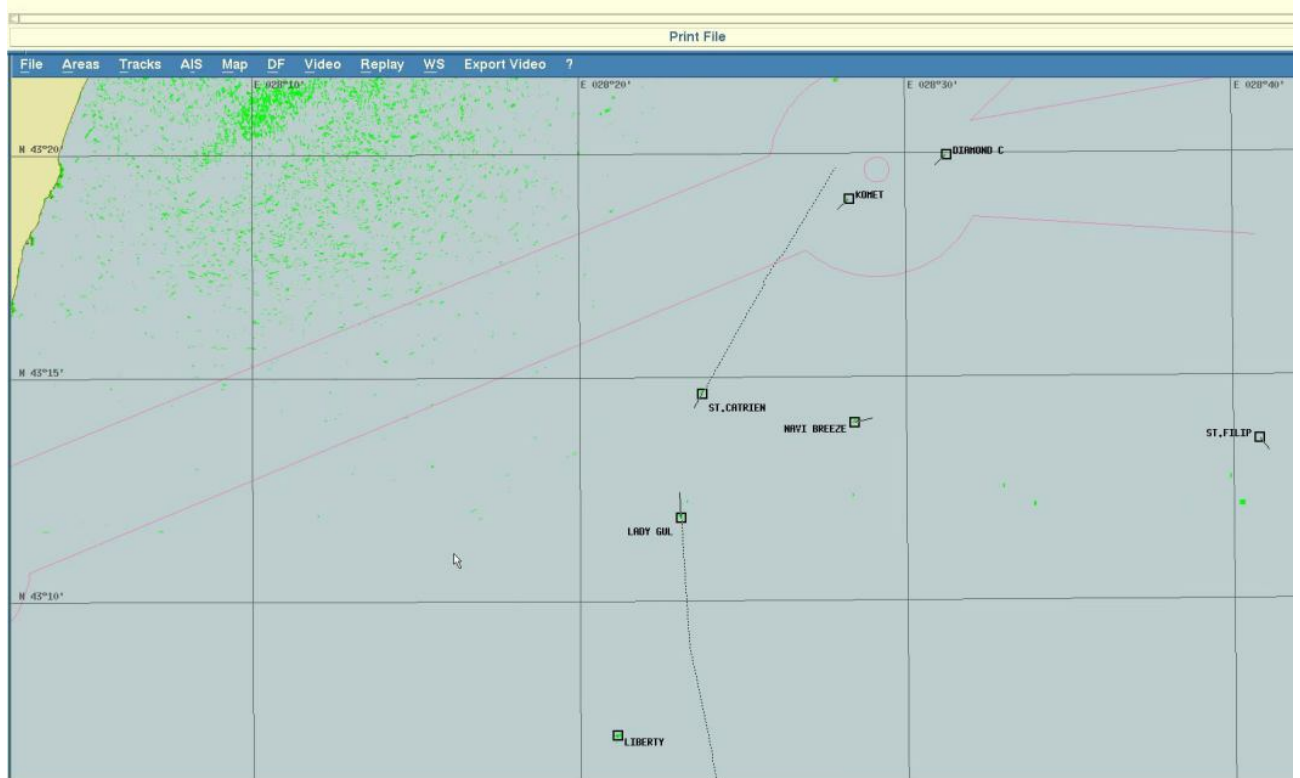 Print File
File Areas Tracks AIS Map DF Video Replay WS Export Video ?
E 028°10' E 028°20' E 028°30' E 028°40'
N 43°20'
DIAMOND C
KOMET
N 43°15'
ST.CATRIEN
NAVI BREEZE
ST.FILIP
LADY GUL
N 43°10'
LIBERTY